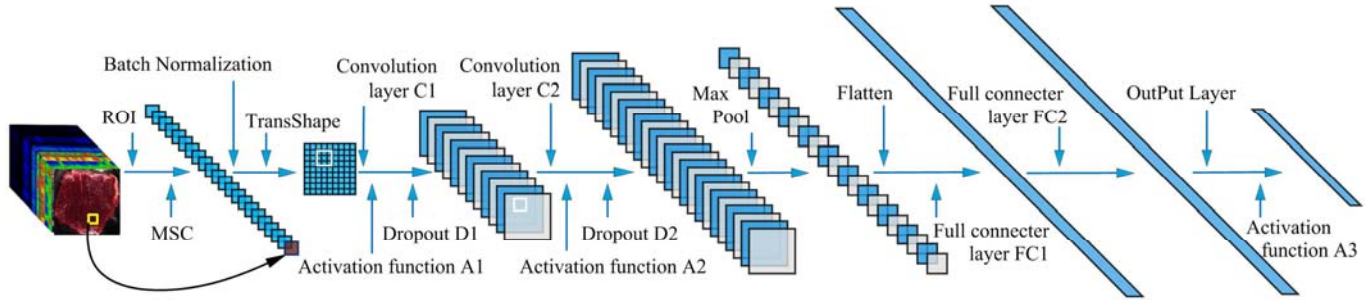 ROI
MSC
Batch Normalization
TransShape
Convolution
layer C1
Activation function A1
Dropout D1
Convolution
layer C2
Activation function A2
Dropout D2
Max
Pool
Flatten
Full connecter
layer FC1
Full connecter
layer FC2
OutPut Layer
Activation
function A3